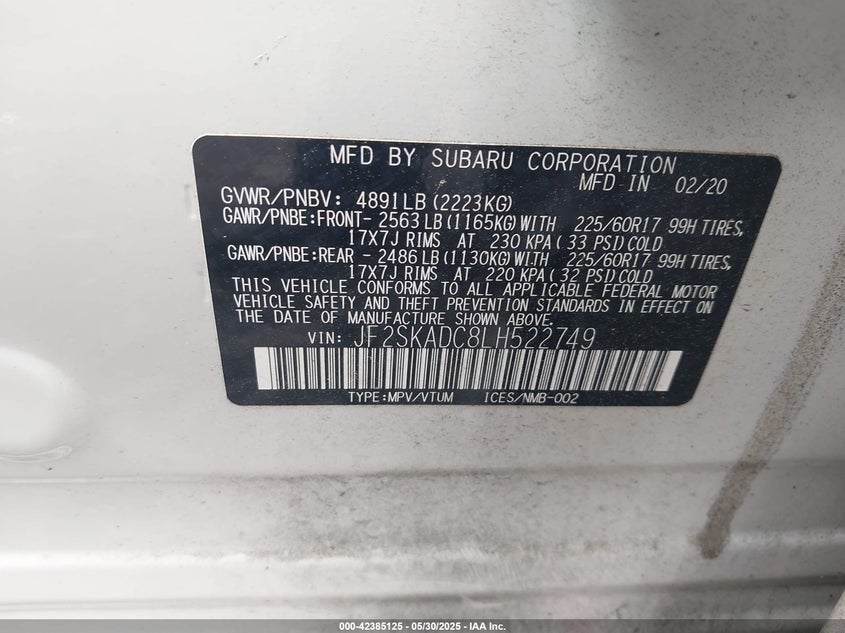 MFD BY SUBARU CORPORATION
MFD IN 02/20
GVWR/PNBV: 4891LB (2223KG)
GAWR/PNBE:FRONT- 2563LB (1165KG) WITH 225/60R17 99H TIRES,
17X7J RIMS AT 230 KPA ( 33 PSI) COLD
GAWR/PNBE:REAR - 2486LB (1130KG) WITH 225/60R17 99H TIRES,
17X7J RIMS AT 220 KPA ( 32 PSI) COLD
THIS VEHICLE CONFORMS TO ALL APPLICABLE FEDERAL MOTOR
VEHICLE SAFETY AND THEFT PREVENTION STANDARDS IN EFFECT ON
THE DATE OF MANUFACTURE SHOWN ABOVE.
VIN: JF2SKADC8LH522749
TYPE:MPV/VTUM ICES/NMB-002
000-42385125 - 05/30/2025 - IAA Inc.